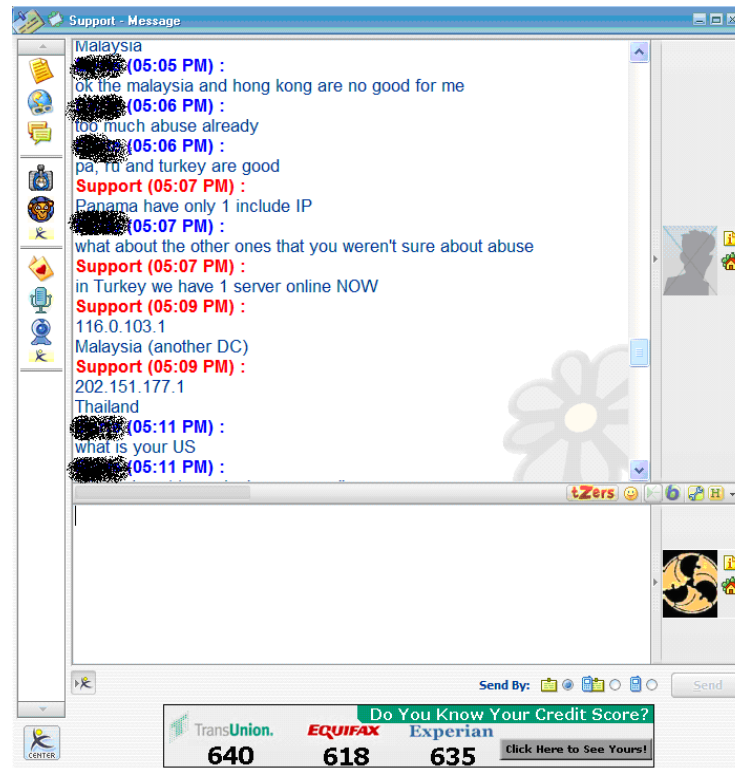 Support - Message
Malaysia
(05:05 PM) :
ok the malaysia and hong kong are no good for me
(05:06 PM) :
too much abuse already
(05:06 PM) :
pa, ru and turkey are good
Support (05:07 PM) :
Panama have only 1 include IP
(05:07 PM) :
what about the other ones that you weren't sure about abuse
Support (05:07 PM) :
in Turkey we have 1 server online NOW
Support (05:09 PM) :
116.0.103.1
Malaysia (another DC)
Support (05:09 PM) :
202.151.177.1
Thailand
(05:11 PM) :
what is your US
(05:11 PM) :
tZers
Send By:
Send
CENTER
Do You Know Your Credit Score?
TransUnion. EQUIFAX Experian
640 618 635 Click Here to See Yours!